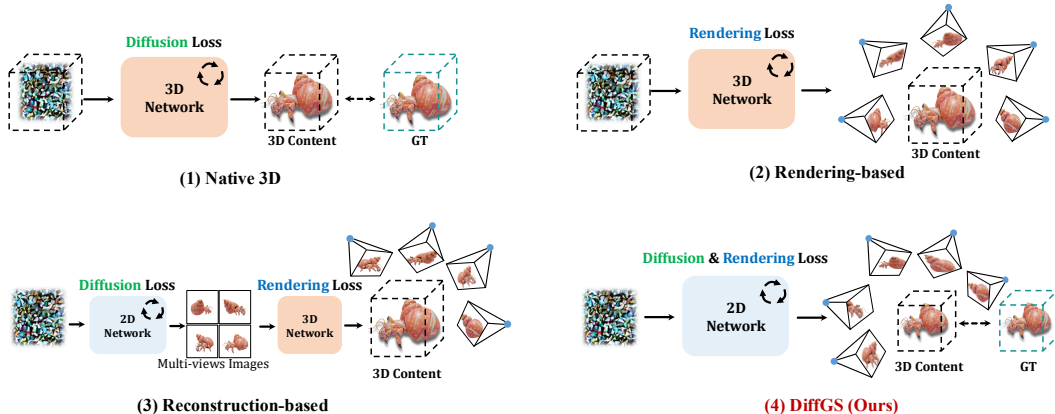 Diffusion Loss
3D
Network
3D Content
GT
(1) Native 3D
Rendering Loss
3D
Network
3D Content
(2) Rendering-based
Diffusion Loss
2D
Network
Multi-views Images
Rendering Loss
3D
Network
3D Content
(3) Reconstruction-based
Diffusion & Rendering Loss
2D
Network
3D Content
GT
(4) DiffGS (Ours)